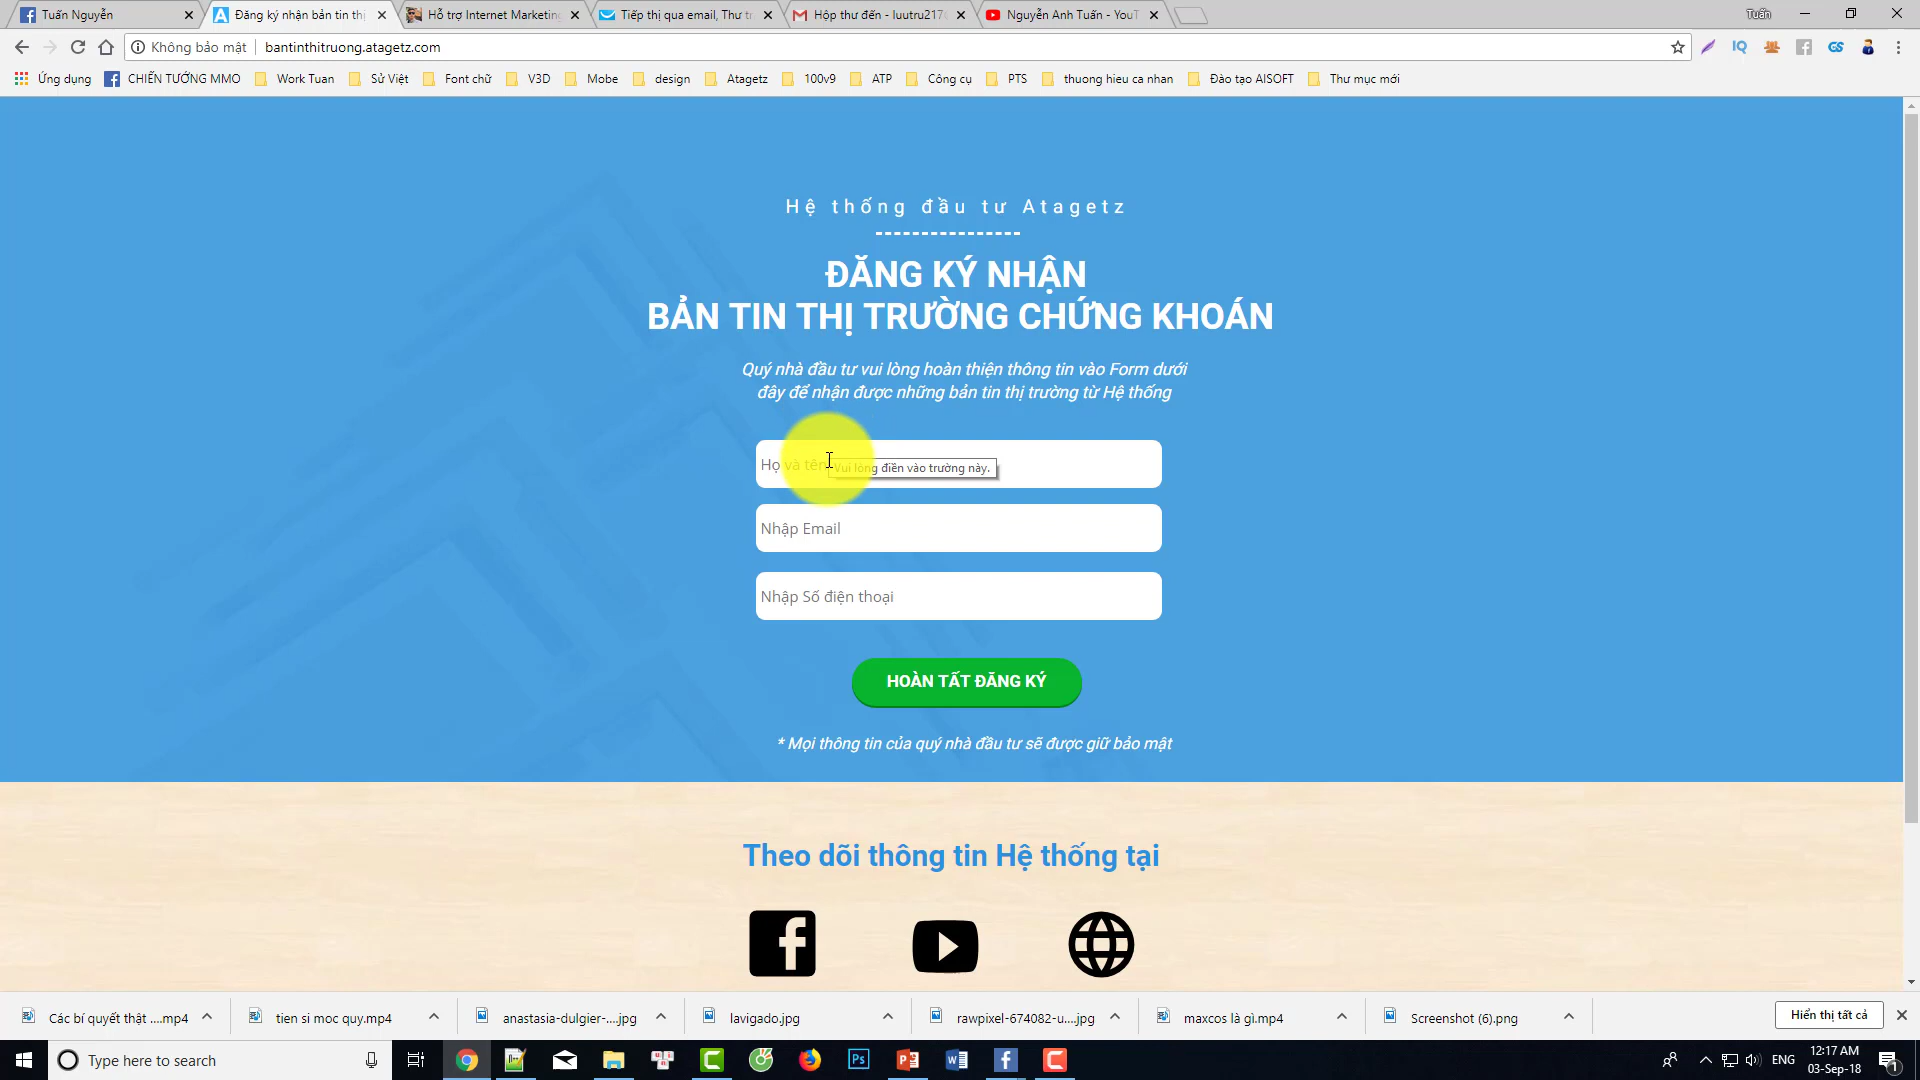 Tuấn Nguyễn
Đăng ký nhận bản tin thị
Hỗ trợ Internet Marketing
Tiếp thị qua email, Thư tr
Hộp thư đến - luutru217
Nguyễn Anh Tuấn - YouT
Tuấn
Không bảo mật
bantinthitruong.atagetz.com
Ứng dụng
CHIẾN TƯỚNG MMO
Work Tuan
Sử Việt
Font chữ
V3D
Mobe
design
Atagetz
100v9
ATP
Công cụ
PTS
thuong hieu ca nhan
Đào tạo AISOFT
Thư mục mới
Hệ thống đầu tư Atagetz
ĐĂNG KÝ NHẬN
BẢN TIN THỊ TRƯỜNG CHỨNG KHOÁN
Quý nhà đầu tư vui lòng hoàn thiện thông tin vào Form dưới
đây để nhận được những bản tin thị trường từ Hệ thống
Họ và tên
Vui lòng điền vào trường này.
Nhập Email
Nhập Số điện thoại
HOÀN TẤT ĐĂNG KÝ
* Mọi thông tin của quý nhà đầu tư sẽ được giữ bảo mật
Theo dõi thông tin Hệ thống tại
Các bí quyết thật ....mp4
tien si moc quy.mp4
anastasia-dulgier-....jpg
lavigado.jpg
rawpixel-674082-u....jpg
maxcos là gì.mp4
Screenshot (6).png
Hiển thị tất cả
Type here to search
ENG
12:17 AM
03-Sep-18